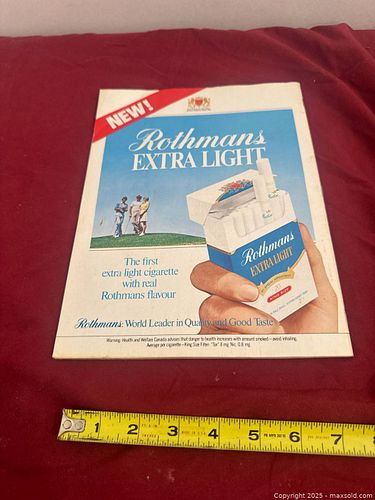 NEW!
Rothmans
EXTRA LIGHT
Rothmans
EXTRA LIGHT
KING SIZE
The first
extra light cigarette
with real
Rothmans flavour
Rothmans: World Leader in Quality and Good Taste
Warning: Health and Welfare Canada advises that danger to health increases with amount smoked—avoid inhaling.
Average per cigarette—King Size Filter: "Tar" 8 mg Nic. 0.8 mg.
1 2 3 4 5 6 7 8
Copyright 2025 - maxsold.com